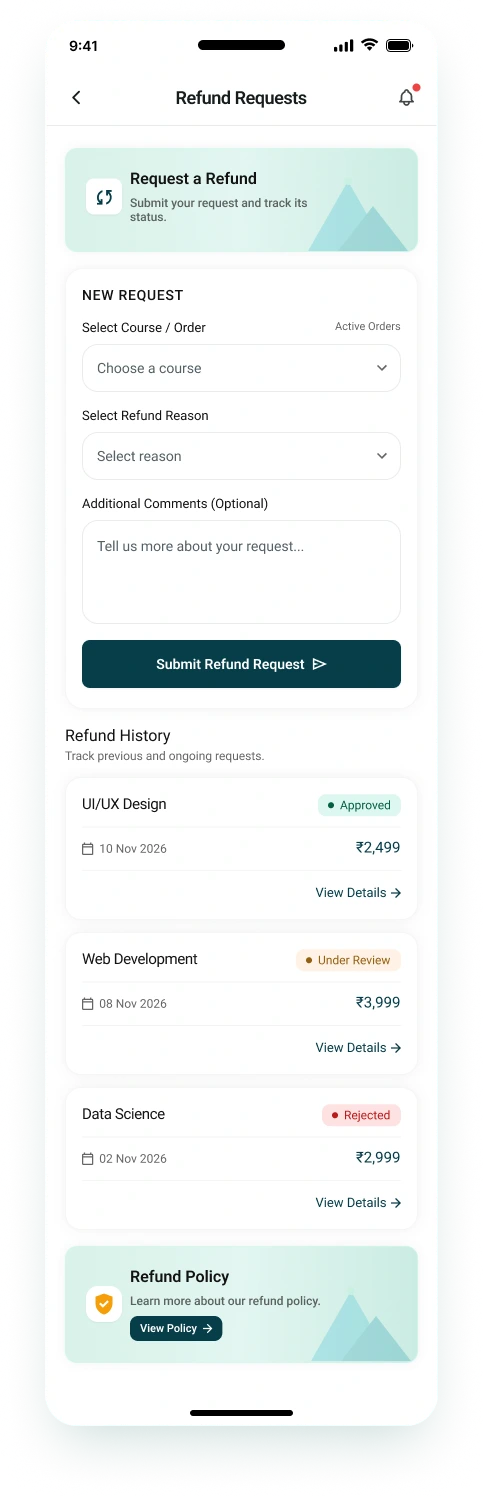 9:41
Refund Requests
Request a Refund
Submit your request and track its
status.
NEW REQUEST
Select Course / Order
Active Orders
Choose a course
Select Refund Reason
Select reason
Additional Comments (Optional)
Tell us more about your request...
Submit Refund Request
Refund History
Track previous and ongoing requests.
UI/UX Design
Approved
10 Nov 2026
₹2,499
View Details
Web Development
Under Review
08 Nov 2026
₹3,999
View Details
Data Science
Rejected
02 Nov 2026
₹2,999
View Details
Refund Policy
Learn more about our refund policy.
View Policy